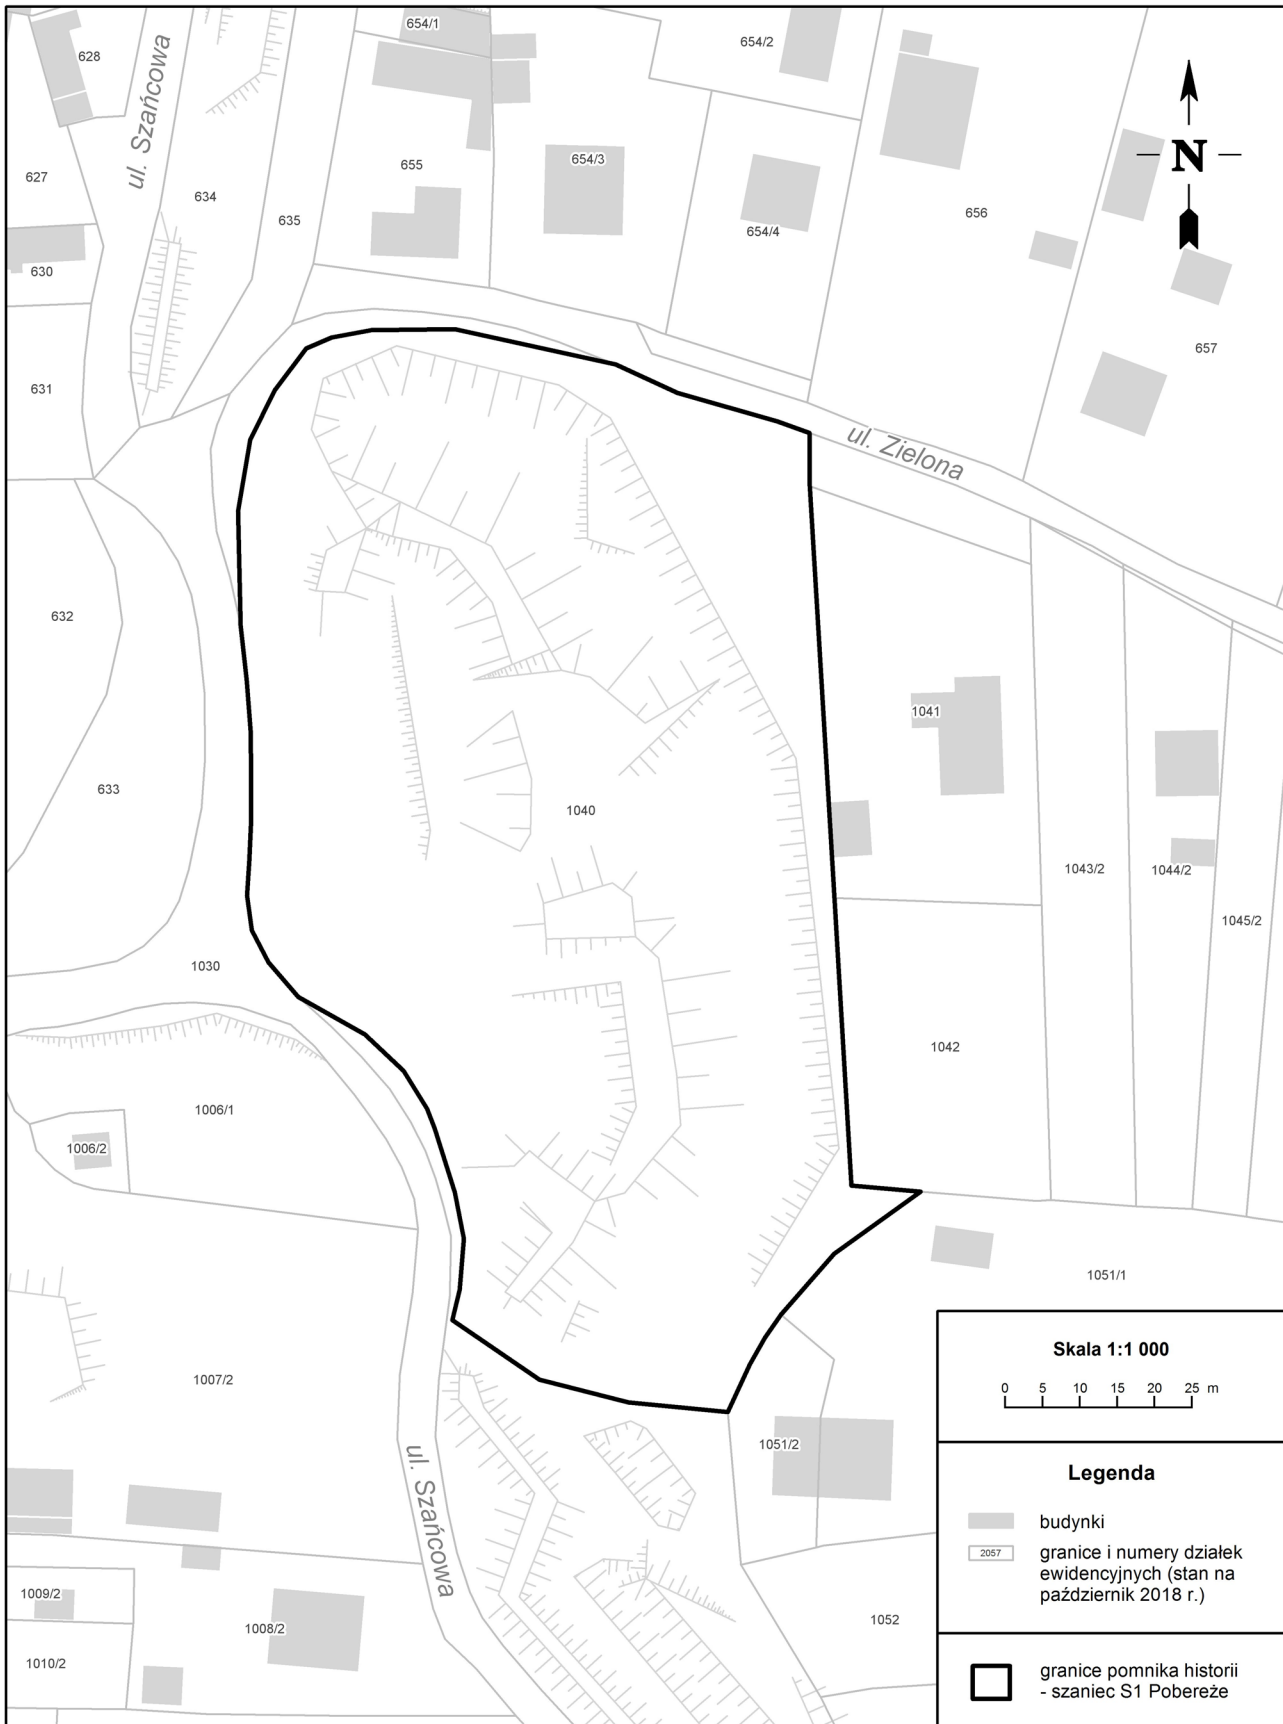 654/1
628
654/2
ul. Szańcowa
N
627
634
655
654/3
635
654/4
656
630
657
631
ul. Zielona
632
1041
633
1040
1043/2
1044/2
1045/2
1030
1042
1006/1
1006/2
1051/1
1007/2
1051/2
ul. Szańcowa
1009/2
1008/2
1010/2
1052
Skala 1:1 000
0 5 10 15 20 25 m
Legenda
budynki
2057
granice i numery działek
ewidencyjnych (stan na
październik 2018 r.)
granice pomnika historii
- szaniec S1 Pobereże